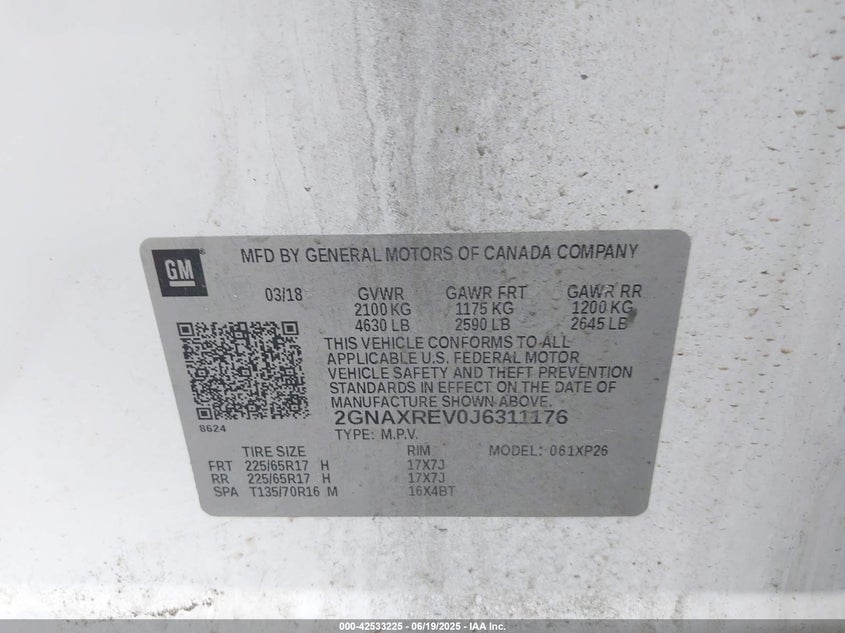 GM
MFD BY GENERAL MOTORS OF CANADA COMPANY
03/18 GVWR GAWR FRT GAWR RR
2100 KG 1175 KG 1200 KG
4630 LB 2590 LB 2645 LB
THIS VEHICLE CONFORMS TO ALL
APPLICABLE U.S. FEDERAL MOTOR
VEHICLE SAFETY AND THEFT PREVENTION
STANDARDS IN EFFECT ON THE DATE OF
MANUFACTURE SHOWN ABOVE.
2GNAXREV0J6311176
8624
TYPE: M.P.V.
TIRE SIZE RIM MODEL: 061XP26
FRT 225/65R17 H 17X7J
RR 225/65R17 H 17X7J
SPA T135/70R16 M 16X4BT
000-42533225 - 06/19/2025 - IAA Inc.